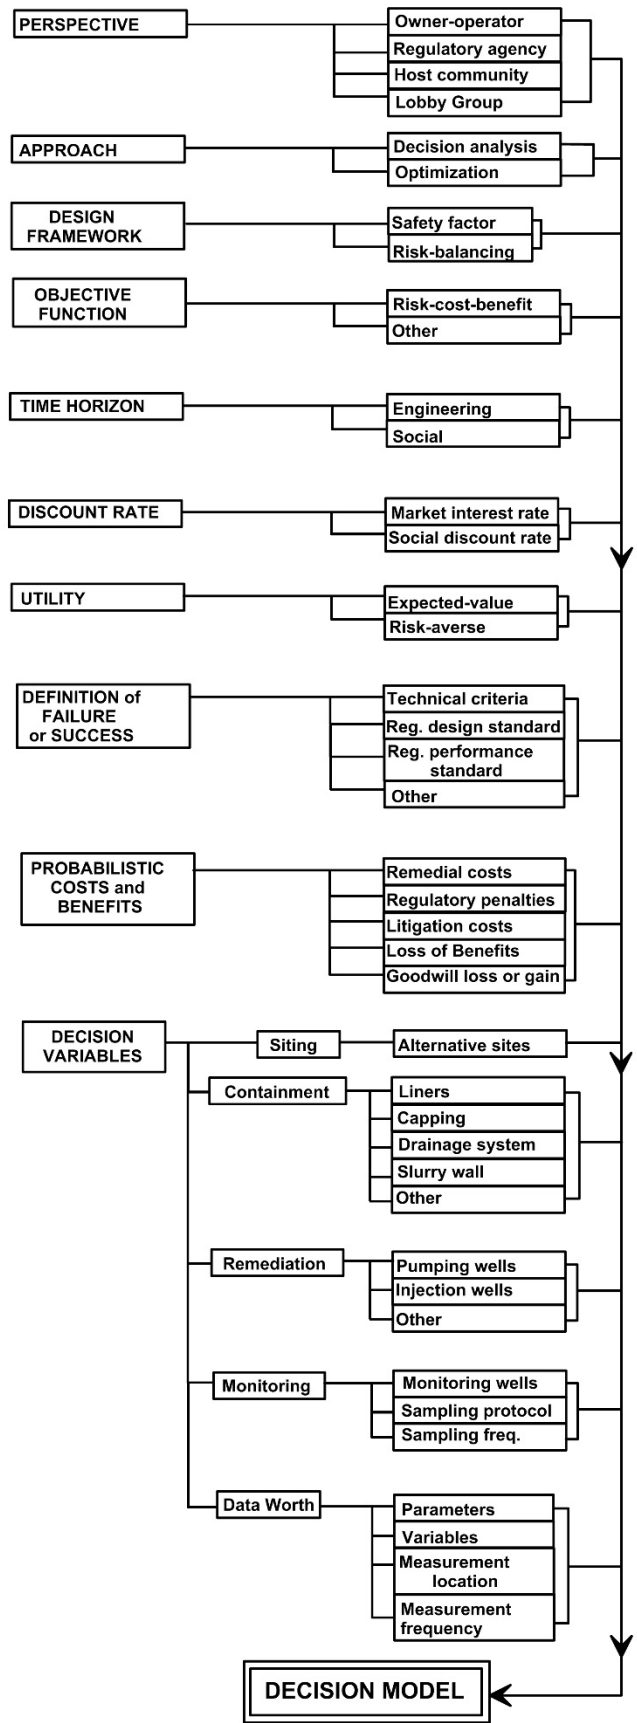 PERSPECTIVE
Owner-operator
Regulatory agency
Host community
Lobby Group
APPROACH
Decision analysis
Optimization
DESIGN
FRAMEWORK
Safety factor
Risk-balancing
OBJECTIVE
FUNCTION
Risk-cost-benefit
Other
TIME HORIZON
Engineering
Social
DISCOUNT RATE
Market interest rate
Social discount rate
UTILITY
Expected-value
Risk-averse
DEFINITION of
FAILURE
or SUCCESS
Technical criteria
Reg. design standard
Reg. performance
standard
Other
PROBABILISTIC
COSTS and
BENEFITS
Remedial costs
Regulatory penalties
Litigation costs
Loss of Benefits
Goodwill loss or gain
DECISION
VARIABLES
Siting
Alternative sites
Containment
Liners
Capping
Drainage system
Slurry wall
Other
Remediation
Pumping wells
Injection wells
Other
Monitoring
Monitoring wells
Sampling protocol
Sampling freq.
Data Worth
Parameters
Variables
Measurement
location
Measurement
frequency
DECISION MODEL